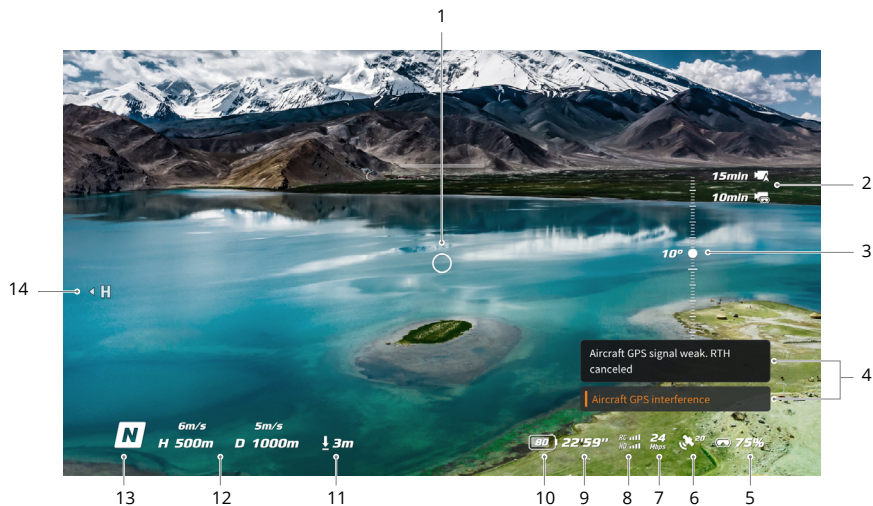 1
15min
2
10min
10°
3
14
H
Aircraft GPS signal weak. RTH
canceled
4
Aircraft GPS interference
6m/s 5m/s
N H 500m D 1000m 3m
80 22'59" RC HD 24 Mbps 20 75%
13 12 11 10 9 8 7 6 5